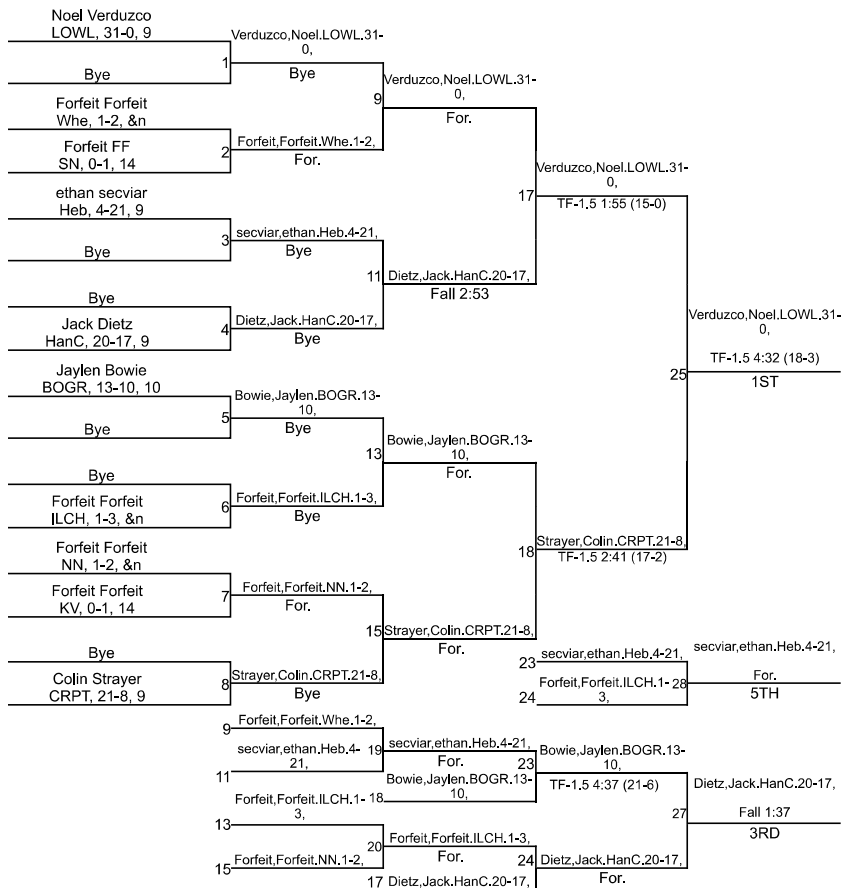 Noel Verduzco
LOWL, 31-0, 9
Bye
1
Verduzco,Noel.LOWL.31-
0,
Bye
Forfeit Forfeit
Whe, 1-2, &n
Forfeit FF
SN, 0-1, 14
2
Forfeit,Forfeit.Whe.1-2,
For.
9
Verduzco,Noel.LOWL.31-
0,
For.
ethan secviar
Heb, 4-21, 9
Bye
3
secviar,ethan.Heb.4-21,
Bye
Bye
Jack Dietz
HanC, 20-17, 9
4
Dietz,Jack.HanC.20-17,
Bye
11
Dietz,Jack.HanC.20-17,
Fall 2:53
17
Verduzco,Noel.LOWL.31-
0,
TF-1.5 1:55 (15-0)
Jaylen Bowie
BOGR, 13-10, 10
Bye
5
Bowie,Jaylen.BOGR.13-
10,
Bye
Bye
Forfeit Forfeit
ILCH, 1-3, &n
6
Forfeit,Forfeit.ILCH.1-3,
Bye
13
Bowie,Jaylen.BOGR.13-
10,
For.
Forfeit Forfeit
NN, 1-2, &n
Forfeit Forfeit
KV, 0-1, 14
7
Forfeit,Forfeit.NN.1-2,
For.
Bye
Colin Strayer
CRPT, 21-8, 9
8
Strayer,Colin.CRPT.21-8,
Bye
15
Strayer,Colin.CRPT.21-8,
For.
18
Strayer,Colin.CRPT.21-8,
TF-1.5 2:41 (17-2)
25
Verduzco,Noel.LOWL.31-
0,
TF-1.5 4:32 (18-3)
1ST
23
secviar,ethan.Heb.4-21,
24
Forfeit,Forfeit.ILCH.1-
3,
28
secviar,ethan.Heb.4-21,
For.
5TH
9
Forfeit,Forfeit.Whe.1-2,
11
secviar,ethan.Heb.4-
21,
19
secviar,ethan.Heb.4-21,
For.
18
Bowie,Jaylen.BOGR.13-
10,
23
Bowie,Jaylen.BOGR.13-
10,
TF-1.5 4:37 (21-6)
13
Forfeit,Forfeit.ILCH.1-
3,
15
Forfeit,Forfeit.NN.1-2,
20
Forfeit,Forfeit.ILCH.1-3,
For.
17
Dietz,Jack.HanC.20-17,
24
Dietz,Jack.HanC.20-17,
For.
27
Dietz,Jack.HanC.20-17,
Fall 1:37
3RD